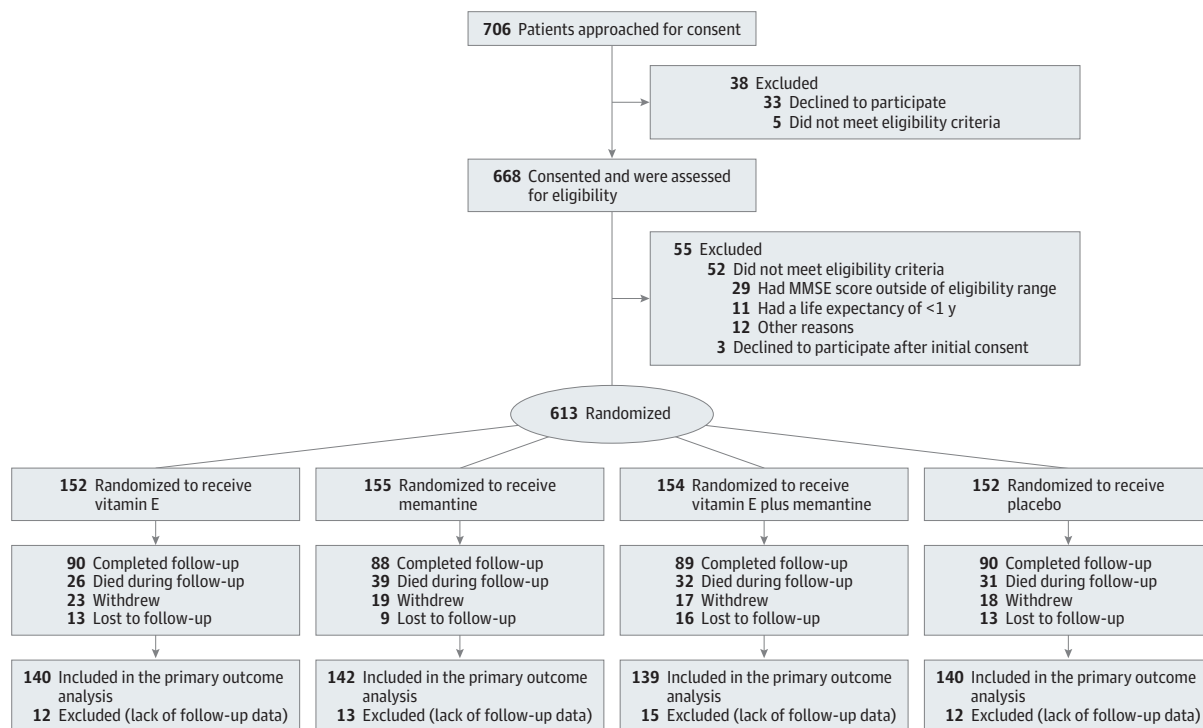 706 Patients approached for consent
38 Excluded
33 Declined to participate
5 Did not meet eligibility criteria
668 Consented and were assessed
for eligibility
55 Excluded
52 Did not meet eligibility criteria
29 Had MMSE score outside of eligibility range
11 Had a life expectancy of <1 y
12 Other reasons
3 Declined to participate after initial consent
613 Randomized
152 Randomized to receive
vitamin E
155 Randomized to receive
memantine
154 Randomized to receive
vitamin E plus memantine
152 Randomized to receive
placebo
90 Completed follow-up
26 Died during follow-up
23 Withdrew
13 Lost to follow-up
88 Completed follow-up
39 Died during follow-up
19 Withdrew
9 Lost to follow-up
89 Completed follow-up
32 Died during follow-up
17 Withdrew
16 Lost to follow-up
90 Completed follow-up
31 Died during follow-up
18 Withdrew
13 Lost to follow-up
140 Included in the primary outcome
analysis
12 Excluded (lack of follow-up data)
142 Included in the primary outcome
analysis
13 Excluded (lack of follow-up data)
139 Included in the primary outcome
analysis
15 Excluded (lack of follow-up data)
140 Included in the primary outcome
analysis
12 Excluded (lack of follow-up data)